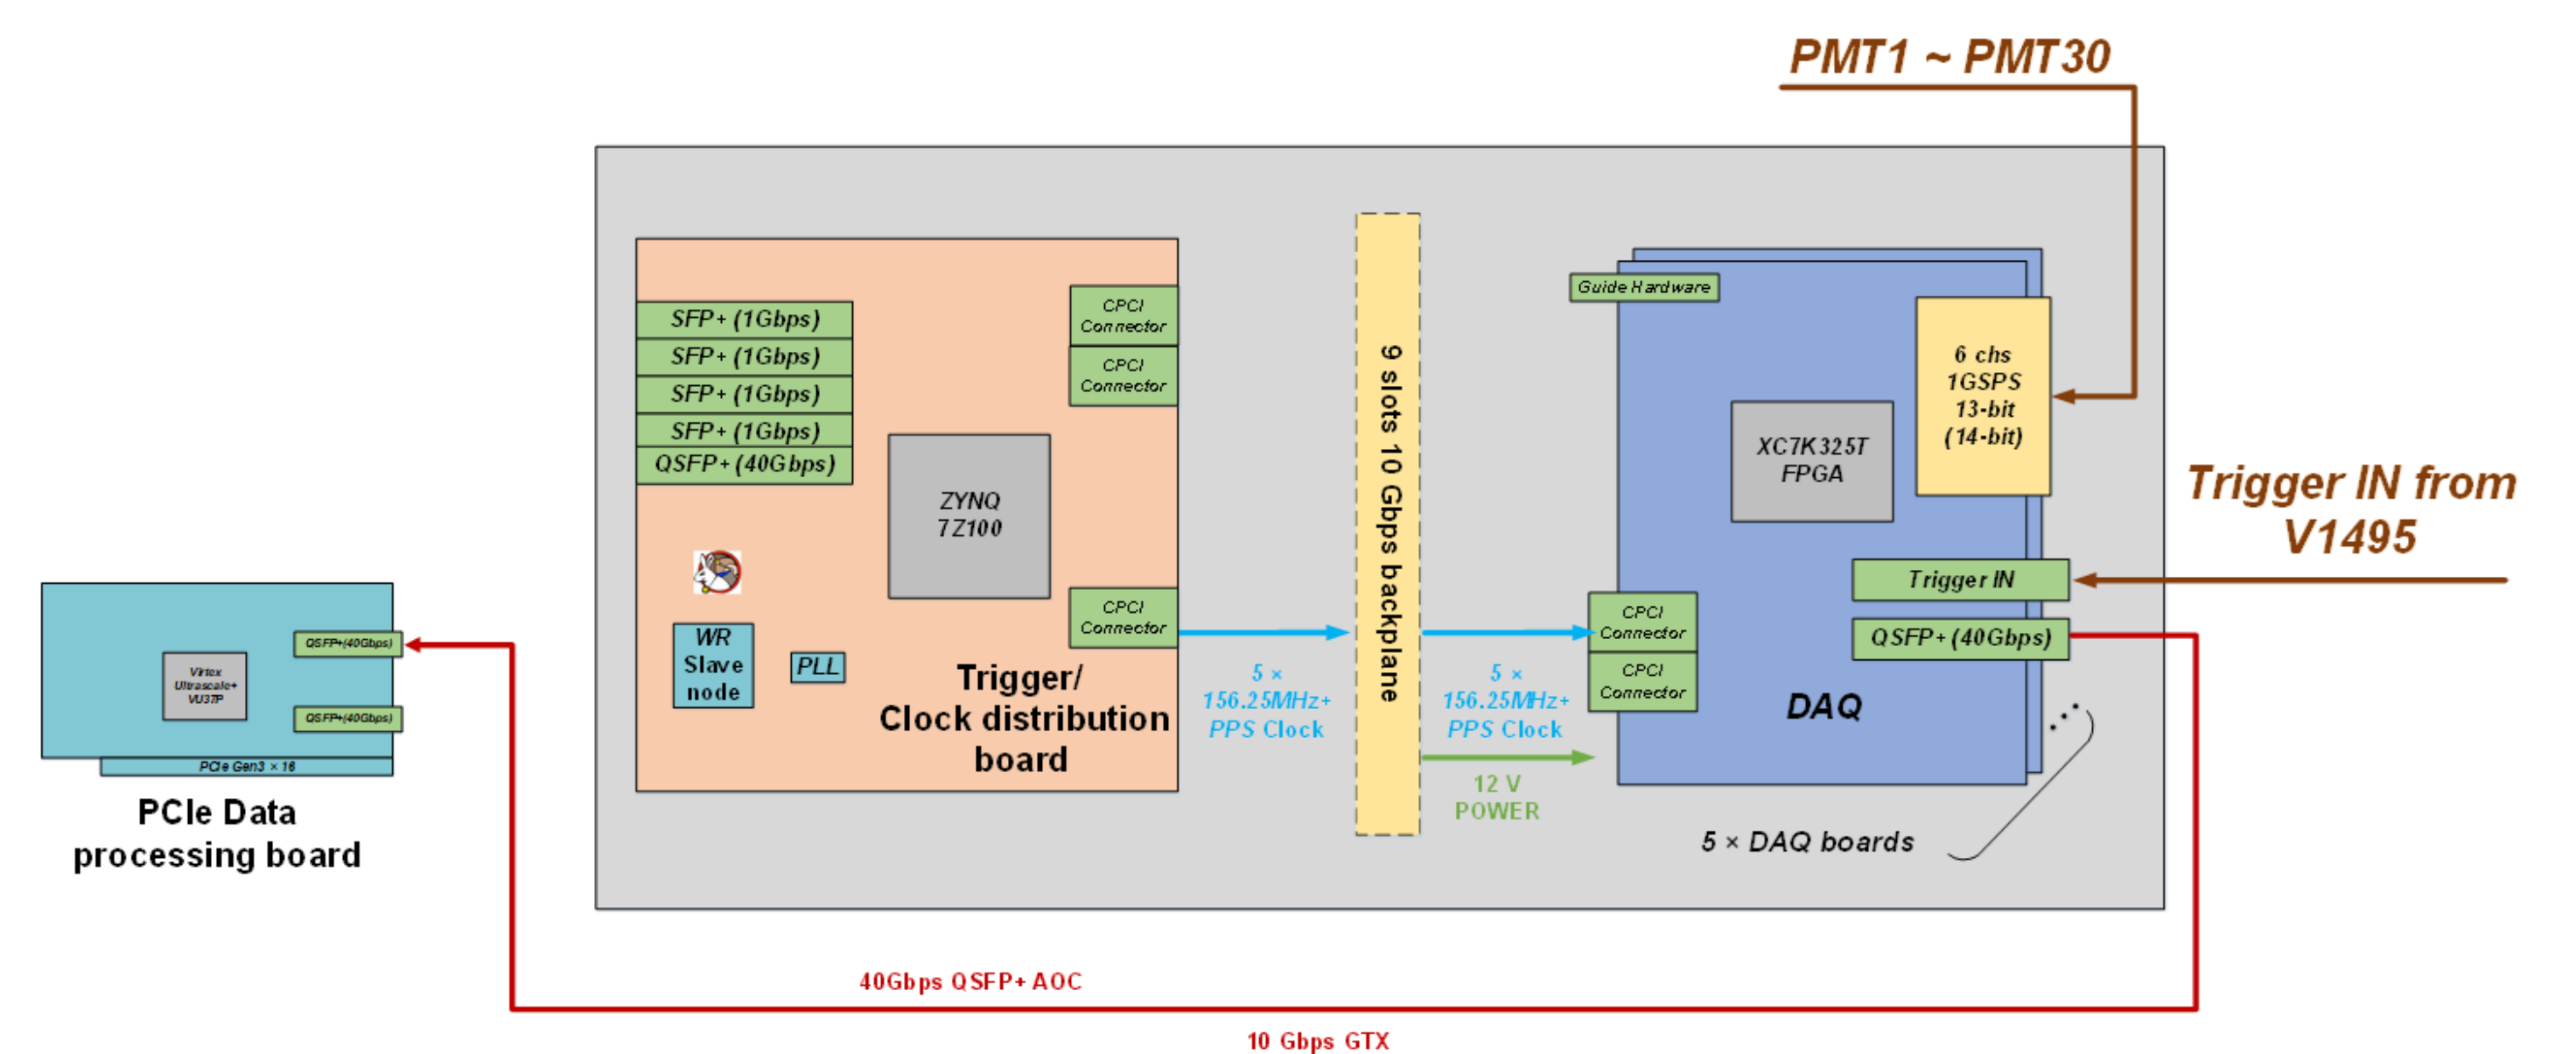 PMT1 ~ PMT30
Trigger IN from
V1495
SFP+ (1Gbps)
SFP+ (1Gbps)
SFP+ (1Gbps)
SFP+ (1Gbps)
QSFP+ (40Gbps)
CPCI
Connector
CPCI
Connector
ZYNQ
7Z100
CPCI
Connector
WR
Slave
node
PLL
Trigger/
Clock distribution
board
5 ×
156.25MHz+
PPS Clock
9 slots 10 Gbps backplane
5 ×
156.25MHz+
PPS Clock
12 V
POWER
Guide Hardware
6 chs
1GSPS
13-bit
(14-bit)
XC7K325T
FPGA
Trigger IN
QSFP+ (40Gbps)
CPCI
Connector
CPCI
Connector
DAQ
5 × DAQ boards
QSFP+(40Gbps)
Virtex
Ultrascale+
VU37P
QSFP+(40Gbps)
PCIe Gen3 × 16
PCIe Data
processing board
40Gbps QSFP+ AOC
10 Gbps GTX